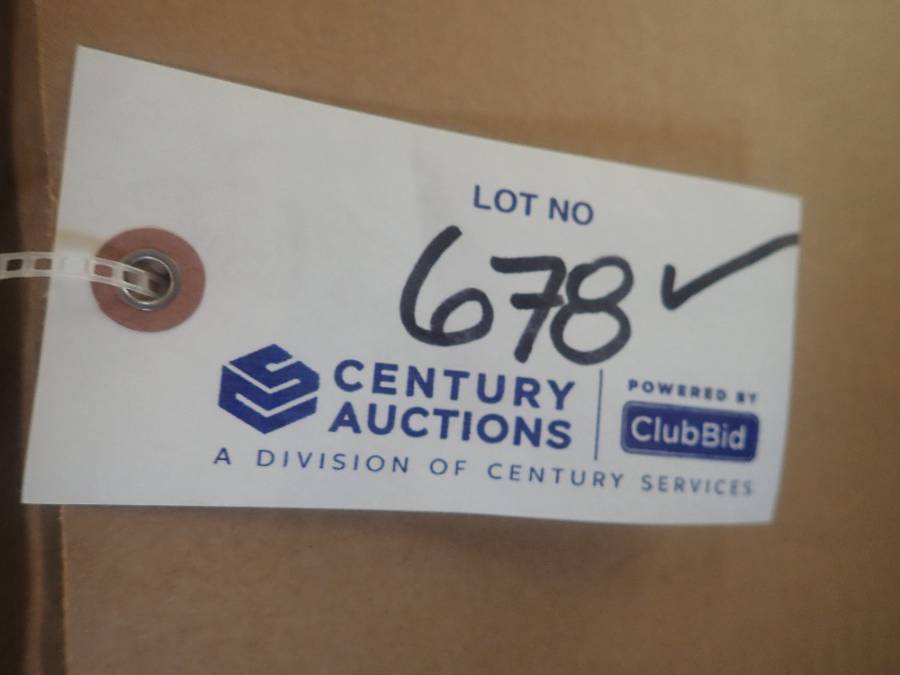 LOT NO
678 ✓
CENTURY
AUCTIONS
POWERED BY
ClubBid
A DIVISION OF CENTURY SERVICES